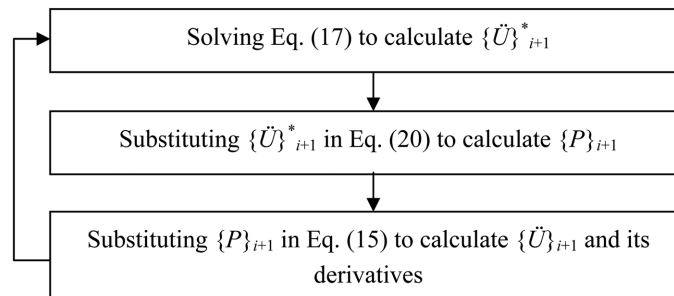 Solving Eq. (17) to calculate {Ü}*i+1
Substituting {Ü}*i+1 in Eq. (20) to calculate {P}i+1
Substituting {P}i+1 in Eq. (15) to calculate {Ü}i+1 and its
derivatives